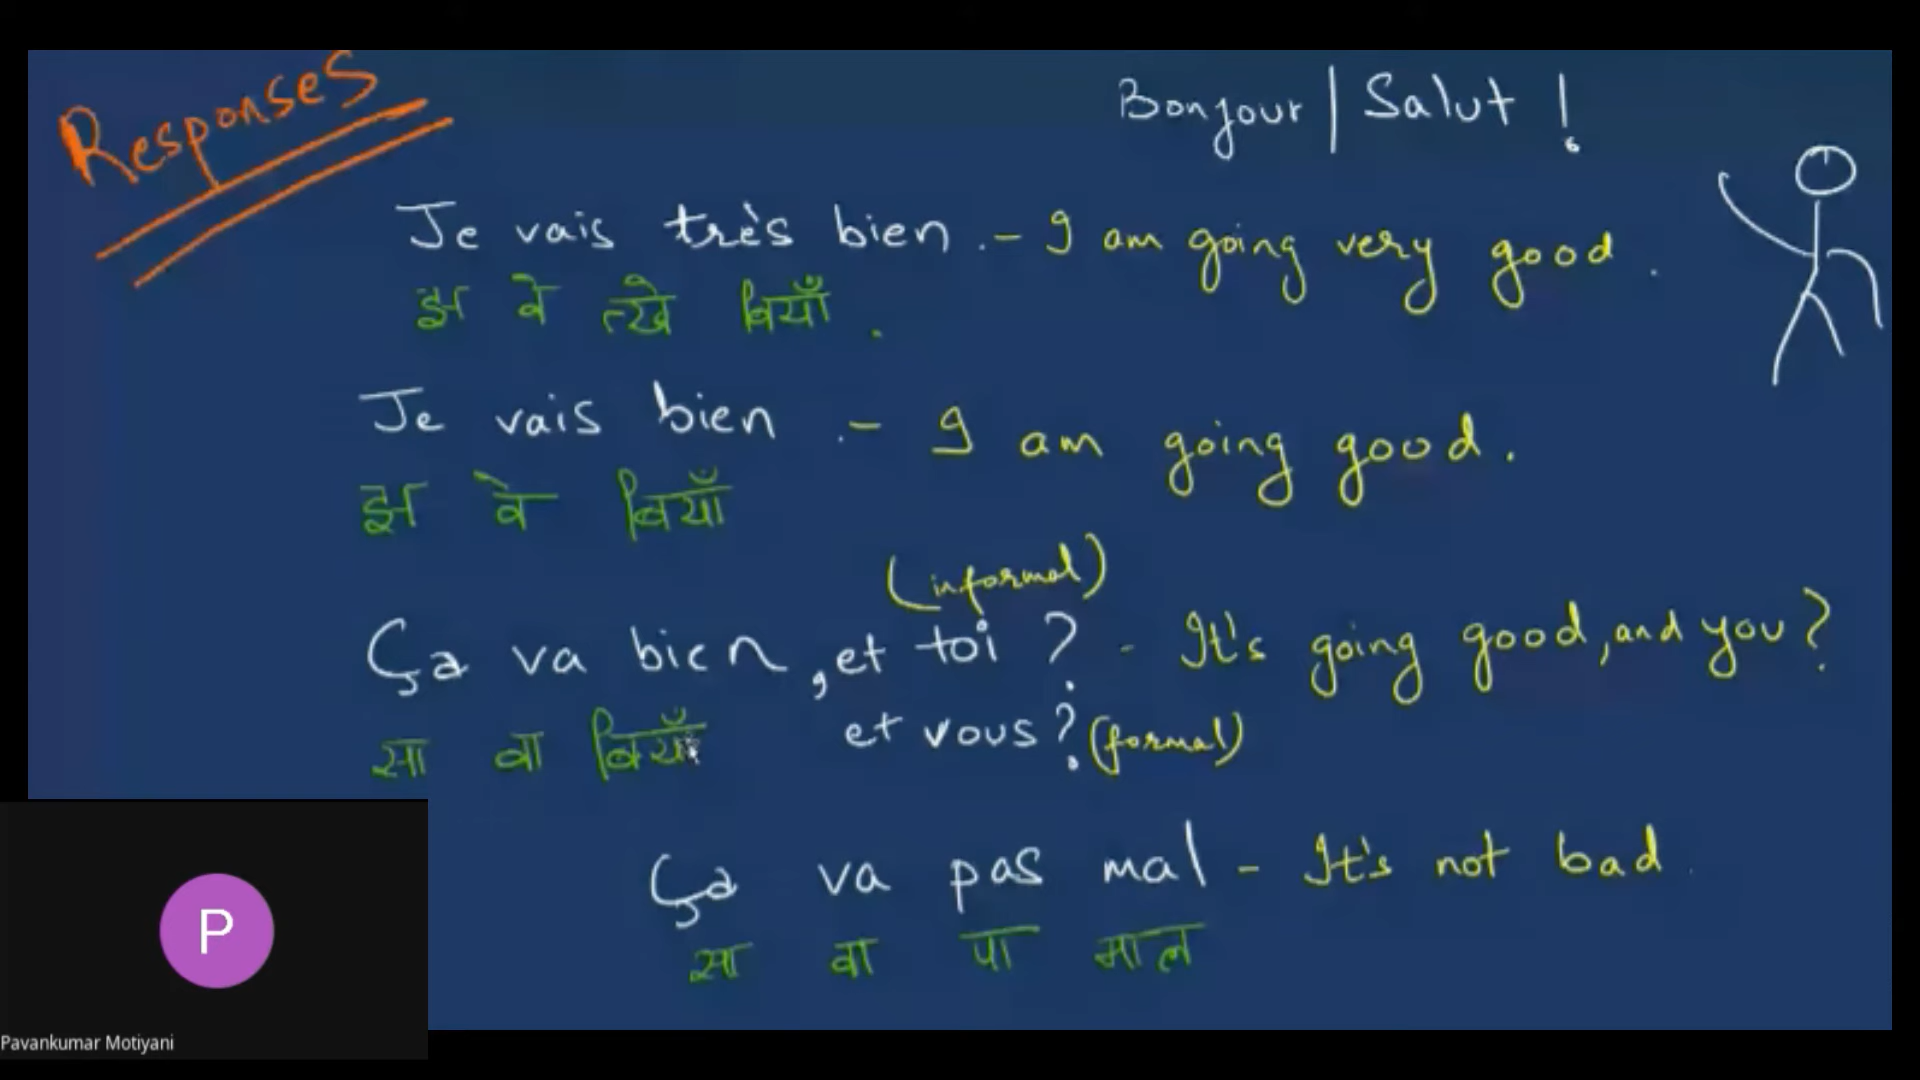 Responses
Bonjour | Salut !
Je vais très bien . - I am going very good .
झ वे त्खे बियाँ .
Je vais bien . - I am going good .
झ वे बियाँ
(informal)
Ça va bien , et toi ? - It's going good, and you ?
सा वा बियाँ et vous ? (formal)
Ça va pas mal - It's not bad .
सा वा पा माल
P
Pavankumar Motiyani